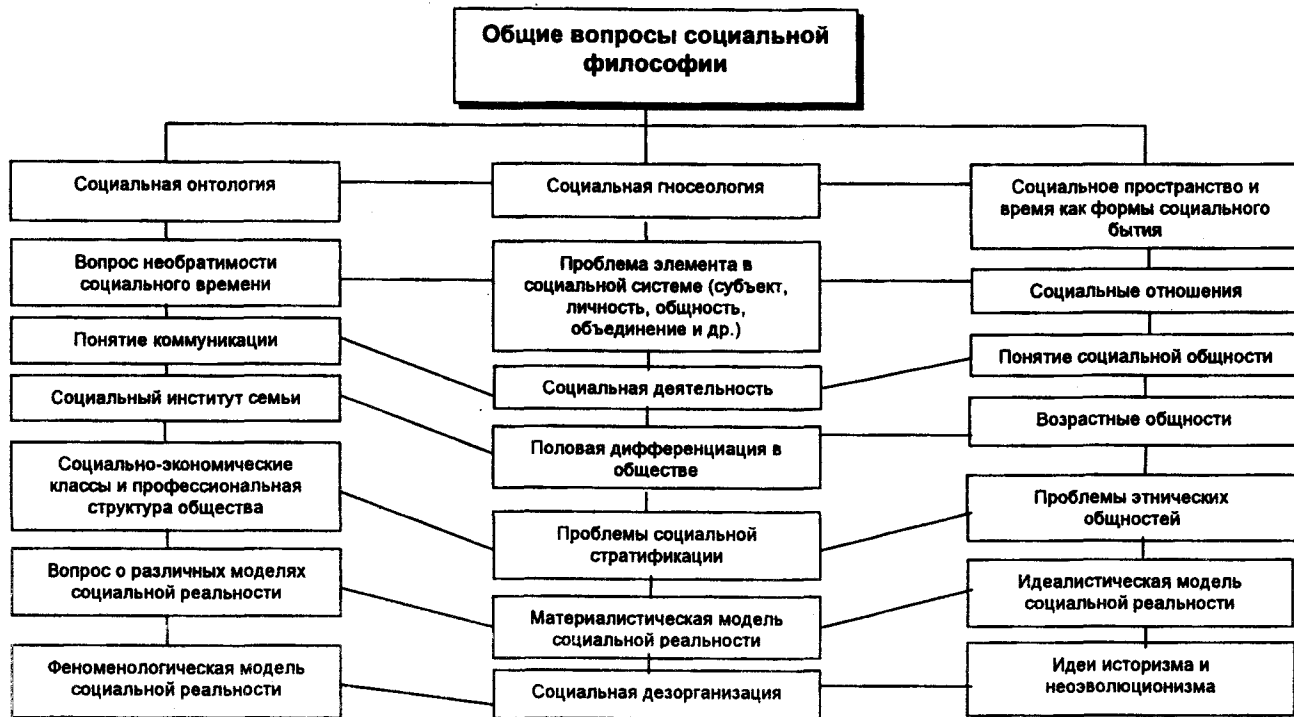 Общие вопросы социальной
философии
Социальная онтология
Социальная гносеология
Социальное пространство и
время как формы социального
бытия
Вопрос необратимости
социального времени
Проблема элемента в
социальной системе (субъект,
личность, общность,
объединение и др.)
Социальные отношения
Понятие коммуникации
Социальная деятельность
Понятие социальной общности
Социальный институт семьи
Половая дифференциация в
обществе
Возрастные общности
Социально-экономические
классы и профессиональная
структура общества
Проблемы социальной
стратификации
Проблемы этнических
общностей
Вопрос о различных моделях
социальной реальности
Материалистическая модель
социальной реальности
Идеалистическая модель
социальной реальности
Феноменологическая модель
социальной реальности
Социальная дезорганизация
Идеи историзма и
неоэволюционизма